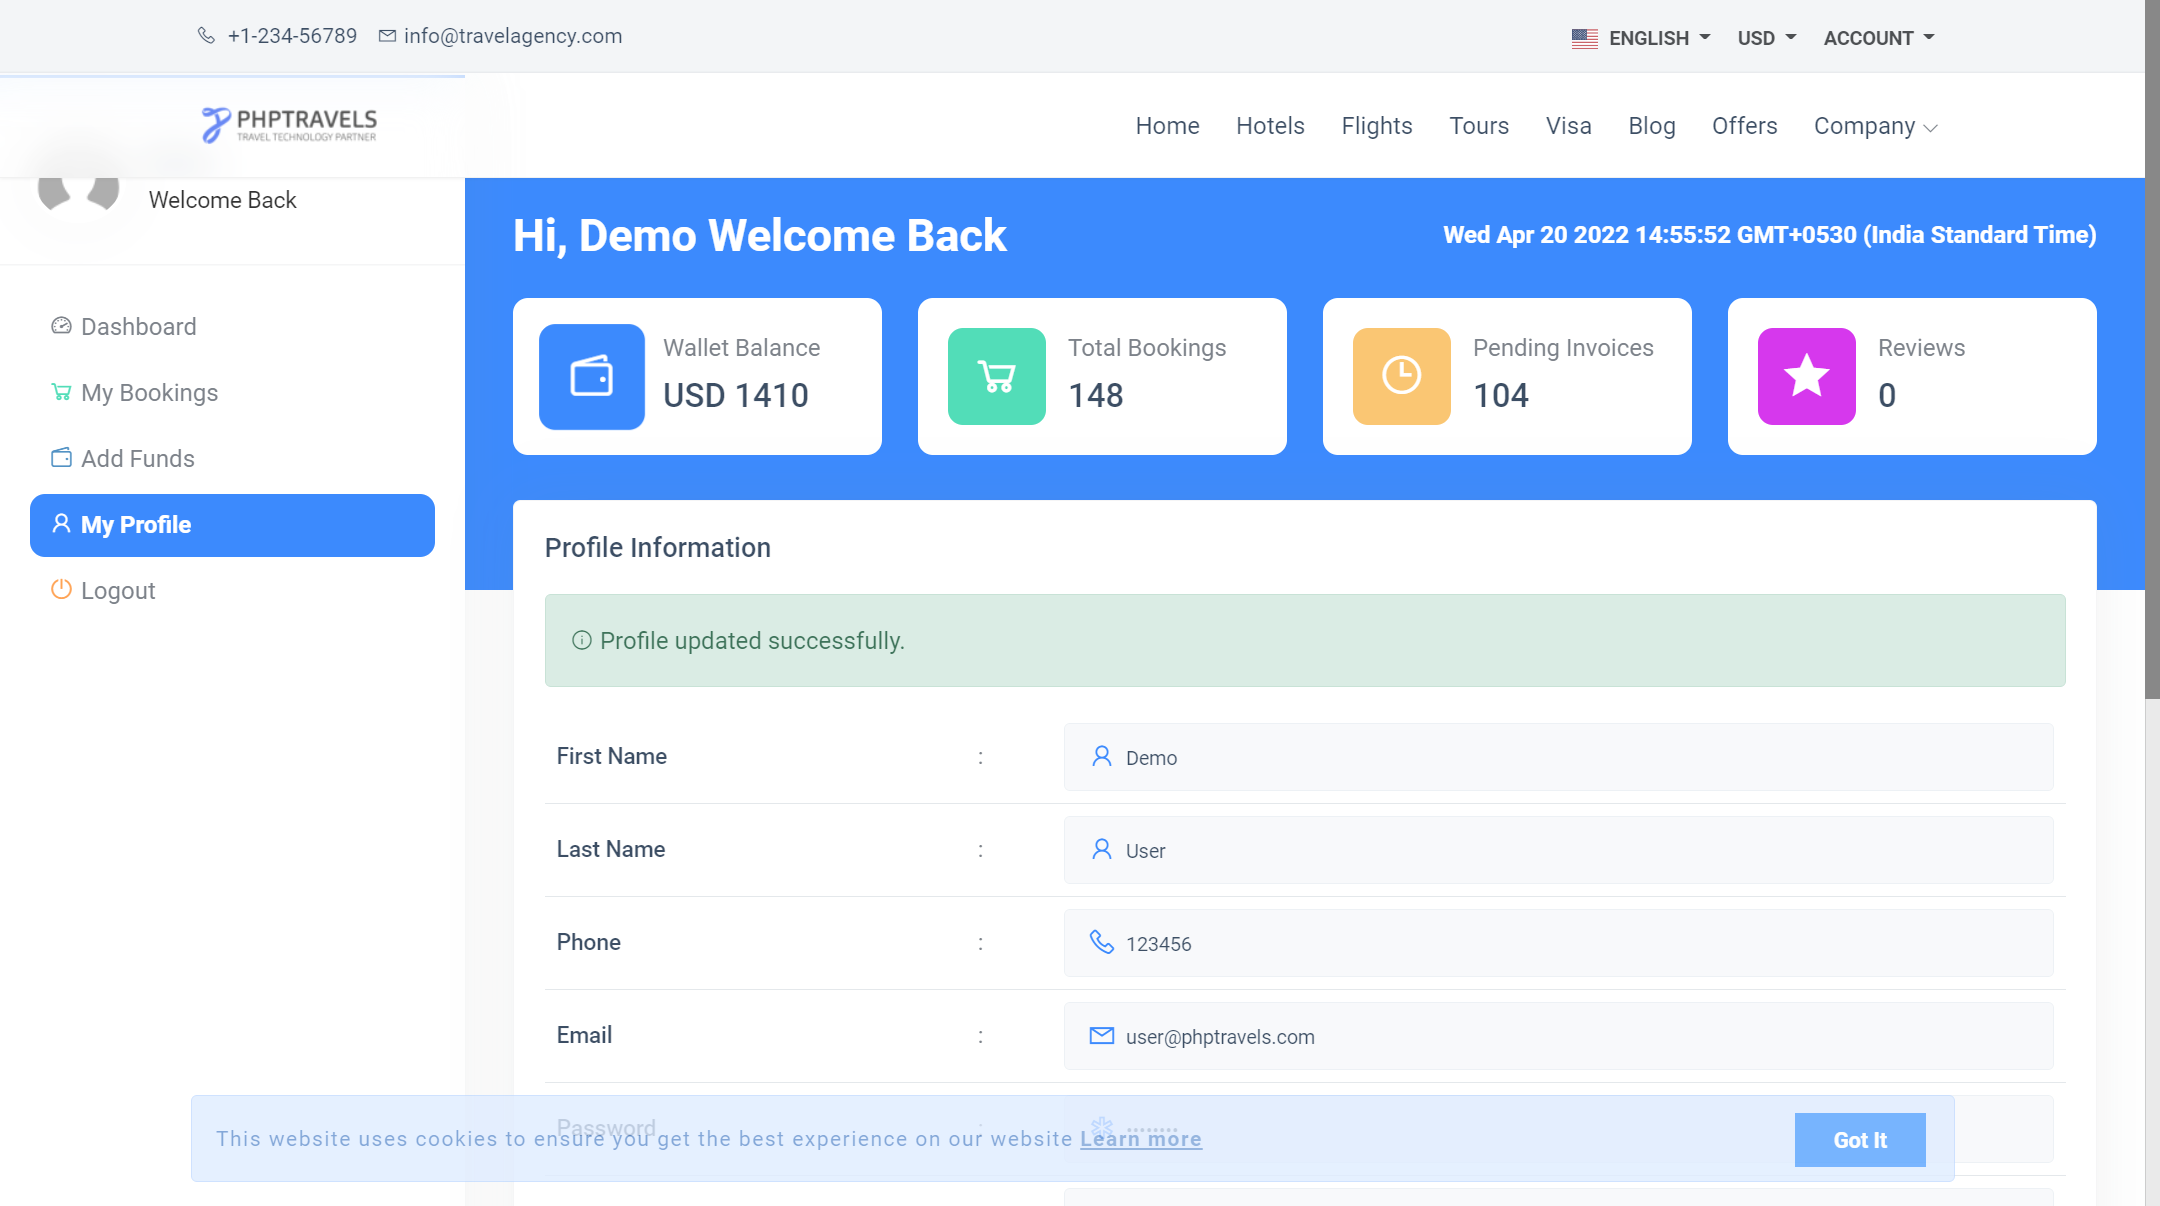 +1-234-56789 info@travelagency.com
ENGLISH USD ACCOUNT
PHPTRAVELS
TRAVEL TECHNOLOGY PARTNER
Home Hotels Flights Tours Visa Blog Offers Company
Welcome Back
Dashboard
My Bookings
Add Funds
My Profile
Logout
Hi, Demo Welcome Back
Wed Apr 20 2022 14:55:52 GMT+0530 (India Standard Time)
Wallet Balance
USD 1410
Total Bookings
148
Pending Invoices
104
Reviews
0
Profile Information
Profile updated successfully.
First Name : Demo
Last Name : User
Phone : 123456
Email : user@phptravels.com
Password : ········
This website uses cookies to ensure you get the best experience on our website Learn more
Got It